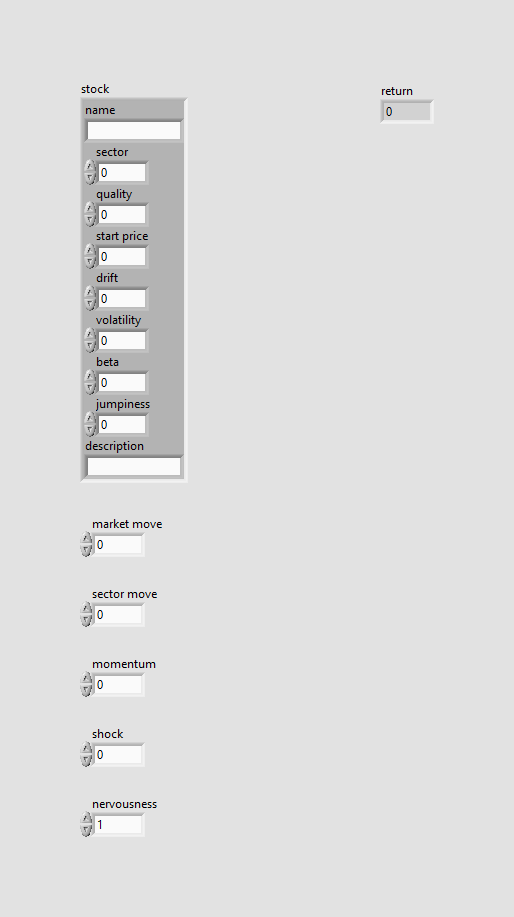 stock
name
sector
0
quality
0
start price
0
drift
0
volatility
0
beta
0
jumpiness
0
description
market move
0
sector move
0
momentum
0
shock
0
nervousness
1
return
0